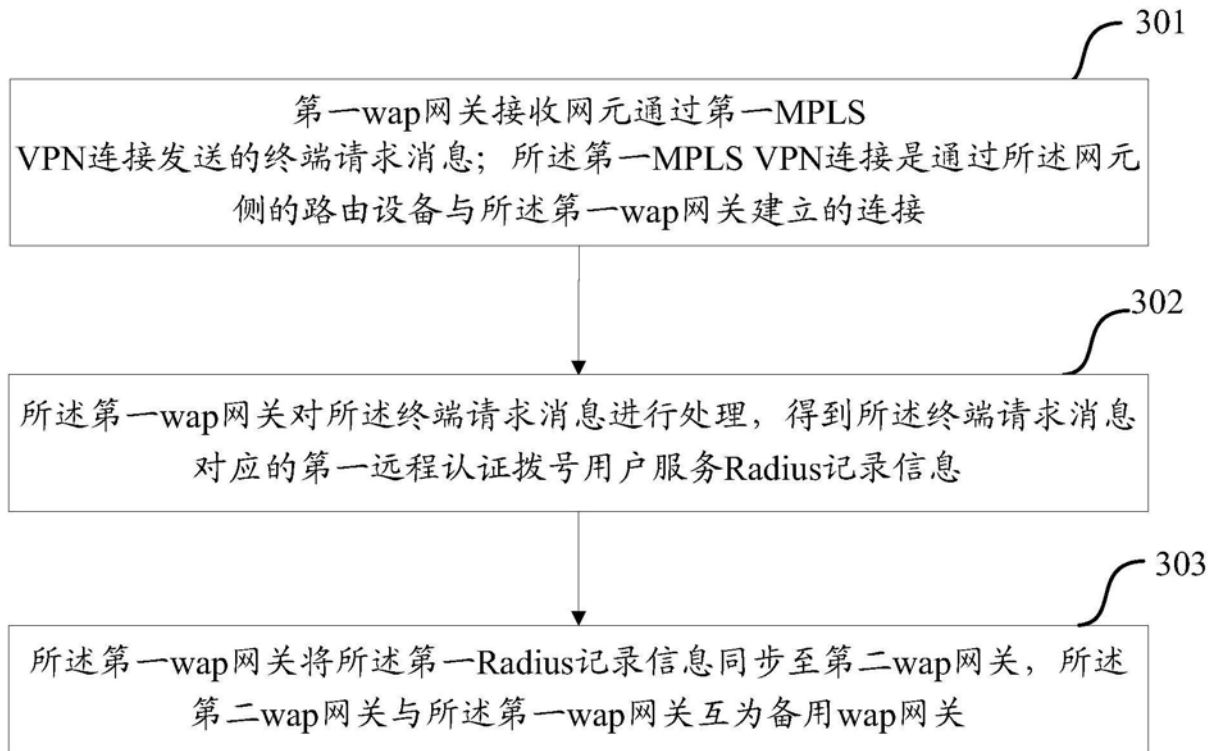 301
第一wap网关接收网元通过第一MPLS
VPN连接发送的终端请求消息；所述第一MPLS VPN连接是通过所述网元
侧的路由设备与所述第一wap网关建立的连接
302
所述第一wap网关对所述终端请求消息进行处理，得到所述终端请求消息
对应的第一远程认证拨号用户服务Radius记录信息
303
所述第一wap网关将所述第一Radius记录信息同步至第二wap网关，所述
第二wap网关与所述第一wap网关互为备用wap网关